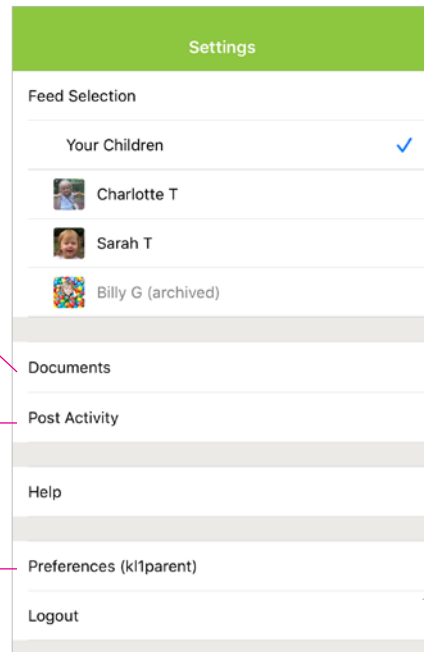 Settings
Feed Selection
Your Children
Charlotte T
Sarah T
Billy G (archived)
Documents
Post Activity
Help
Preferences (kl1parent)
Logout